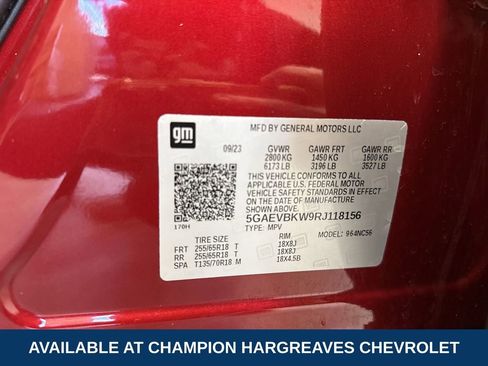 gm
MFD BY GENERAL MOTORS LLC
09/23 GVWR GAWR FRT GAWR RR
2800 KG 1450 KG 1600 KG
6173 LB 3196 LB 3527 LB
THIS VEHICLE CONFORMS TO ALL
APPLICABLE U.S. FEDERAL MOTOR
VEHICLE SAFETY STANDARDS IN EFFECT
ON THE DATE OF MANUFACTURE
SHOWN ABOVE.
5GAEVBKW9RJ118156
170H TYPE: MPV MODEL: 964NC56
TIRE SIZE RIM
FRT 255/65R18 T 18X8J
RR 255/65R18 T 18X8J
SPA T135/70R18 M 18X4.5B
AVAILABLE AT CHAMPION HARGREAVES CHEVROLET